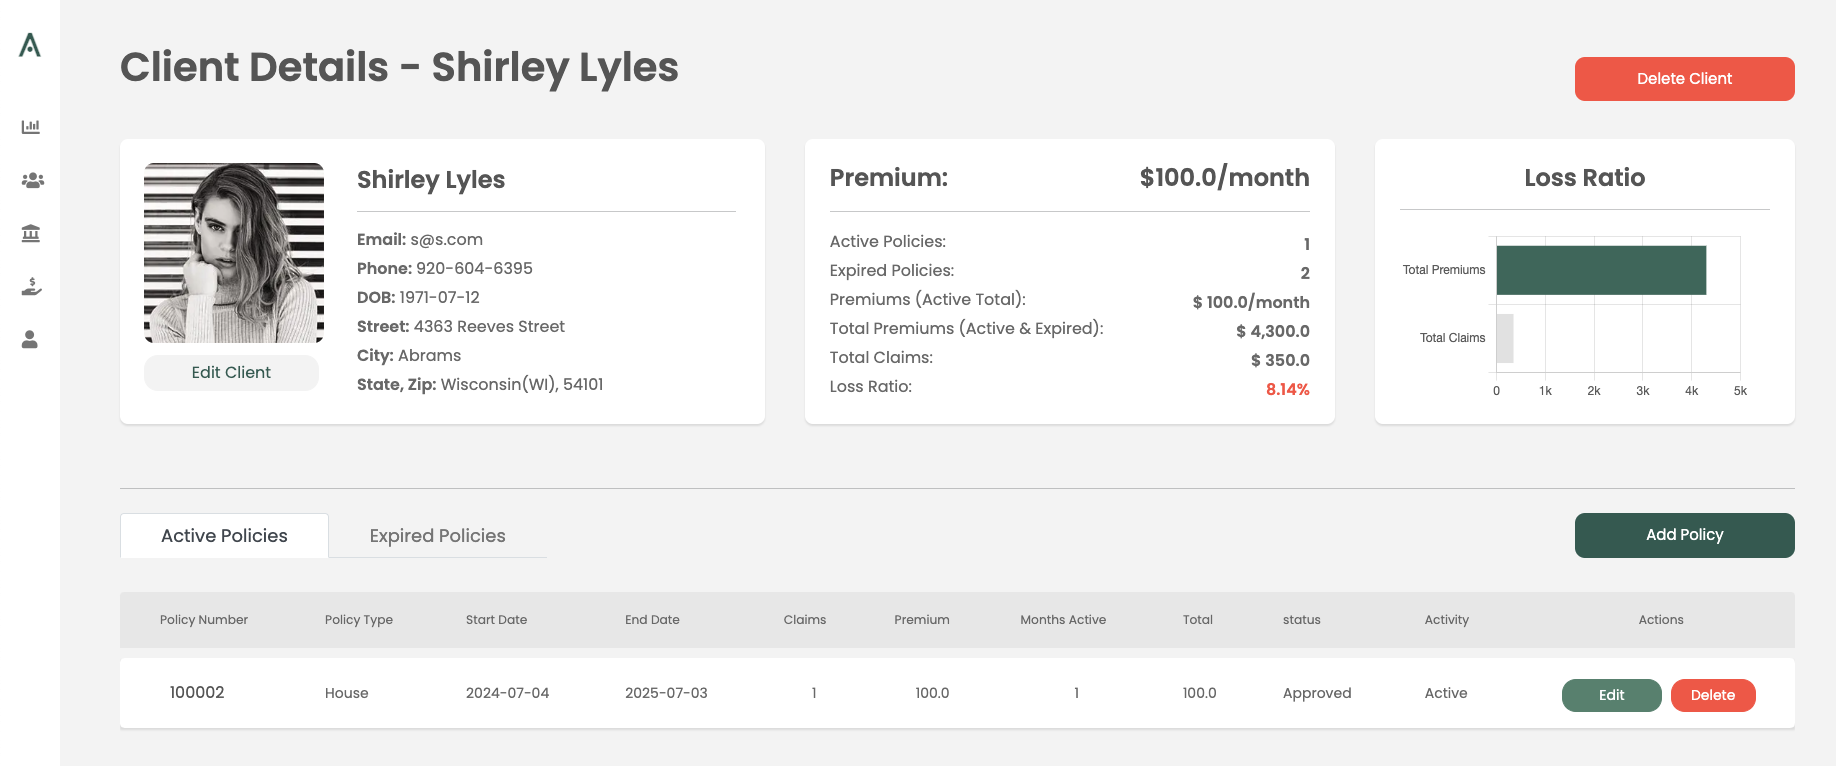 Client Details - Shirley Lyles
Delete Client
Shirley Lyles
Email: s@s.com
Phone: 920-604-6395
DOB: 1971-07-12
Street: 4363 Reeves Street
City: Abrams
State, Zip: Wisconsin(WI), 54101
Edit Client
Premium: $100.0/month
Active Policies: 1
Expired Policies: 2
Premiums (Active Total): $ 100.0/month
Total Premiums (Active & Expired): $ 4,300.0
Total Claims: $ 350.0
Loss Ratio: 8.14%
Loss Ratio
Total Premiums
Total Claims
0 1k 2k 3k 4k 5k
Active Policies Expired Policies
Add Policy
Policy Number Policy Type Start Date End Date Claims Premium Months Active Total status Activity Actions
100002 House 2024-07-04 2025-07-03 1 100.0 1 100.0 Approved Active Edit Delete